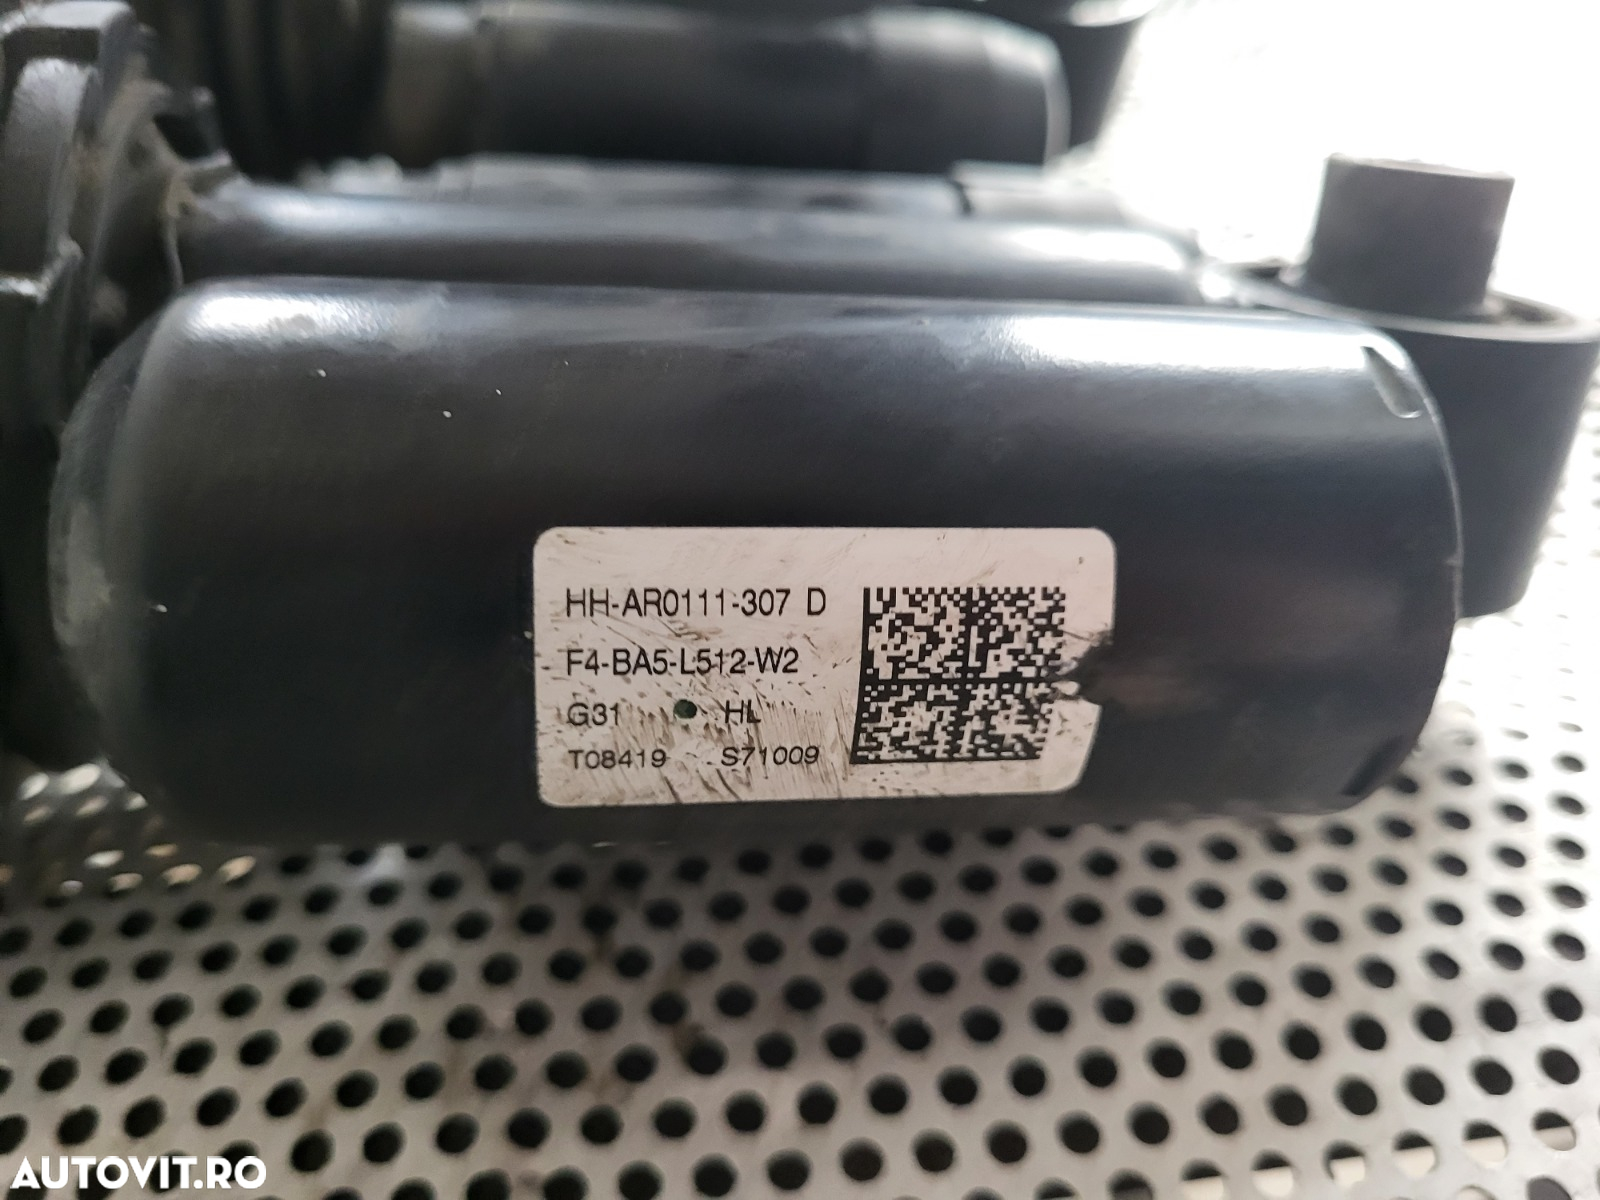 HH-AR0111-307 D
F4-BA5-L512-W2
G31 HL
T08419 S71009
AUTOVIT.RO